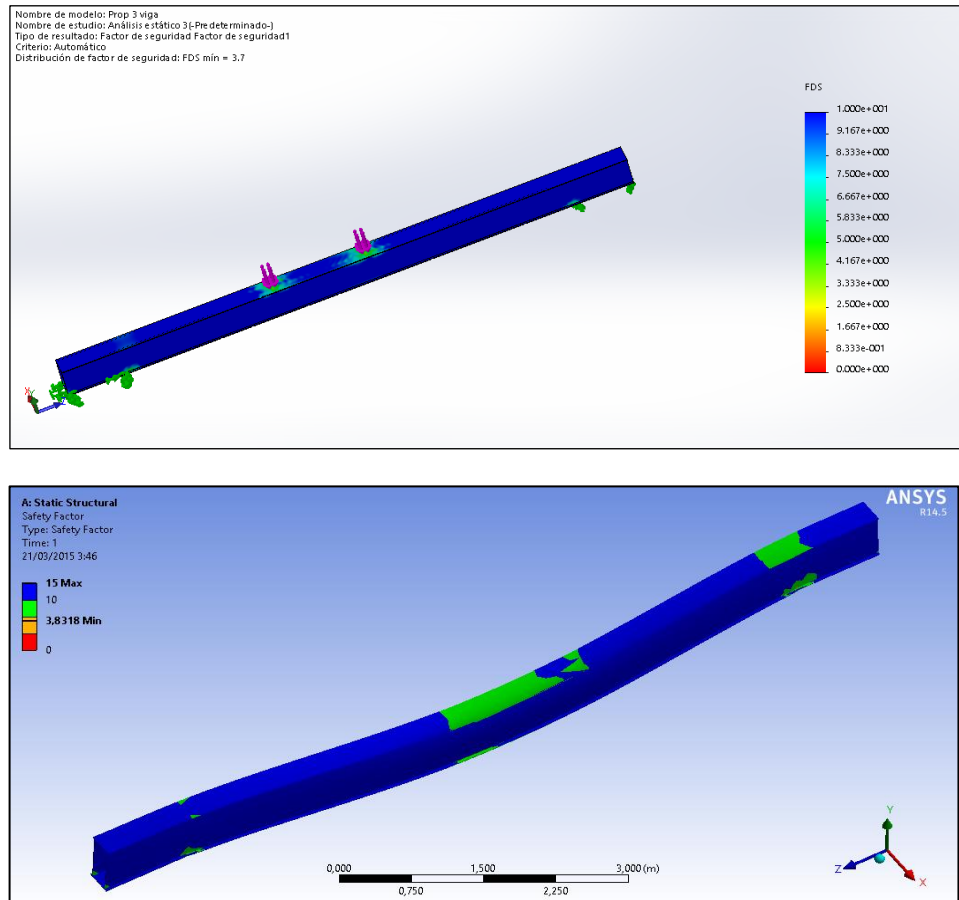 Nombre de modelo: Prop 3 viga
Nombre de estudio: Análisis estático 3(-Predeterminado-)
Tipo de resultado: Factor de seguridad Factor de seguridad1
Criterio: Automático
Distribución de factor de seguridad: FDS mín = 3.7
FDS
1.000e+001
9.167e+000
8.333e+000
7.500e+000
6.667e+000
5.833e+000
5.000e+000
4.167e+000
3.333e+000
2.500e+000
1.667e+000
8.333e-001
0.000e+000
X
A: Static Structural
Safety Factor
Type: Safety Factor
Time: 1
21/03/2015 3:46
15 Max
10
3,8318 Min
0
ANSYS
R14.5
0,000 1,500 3,000 (m)
0,750 2,250
Y
Z
X